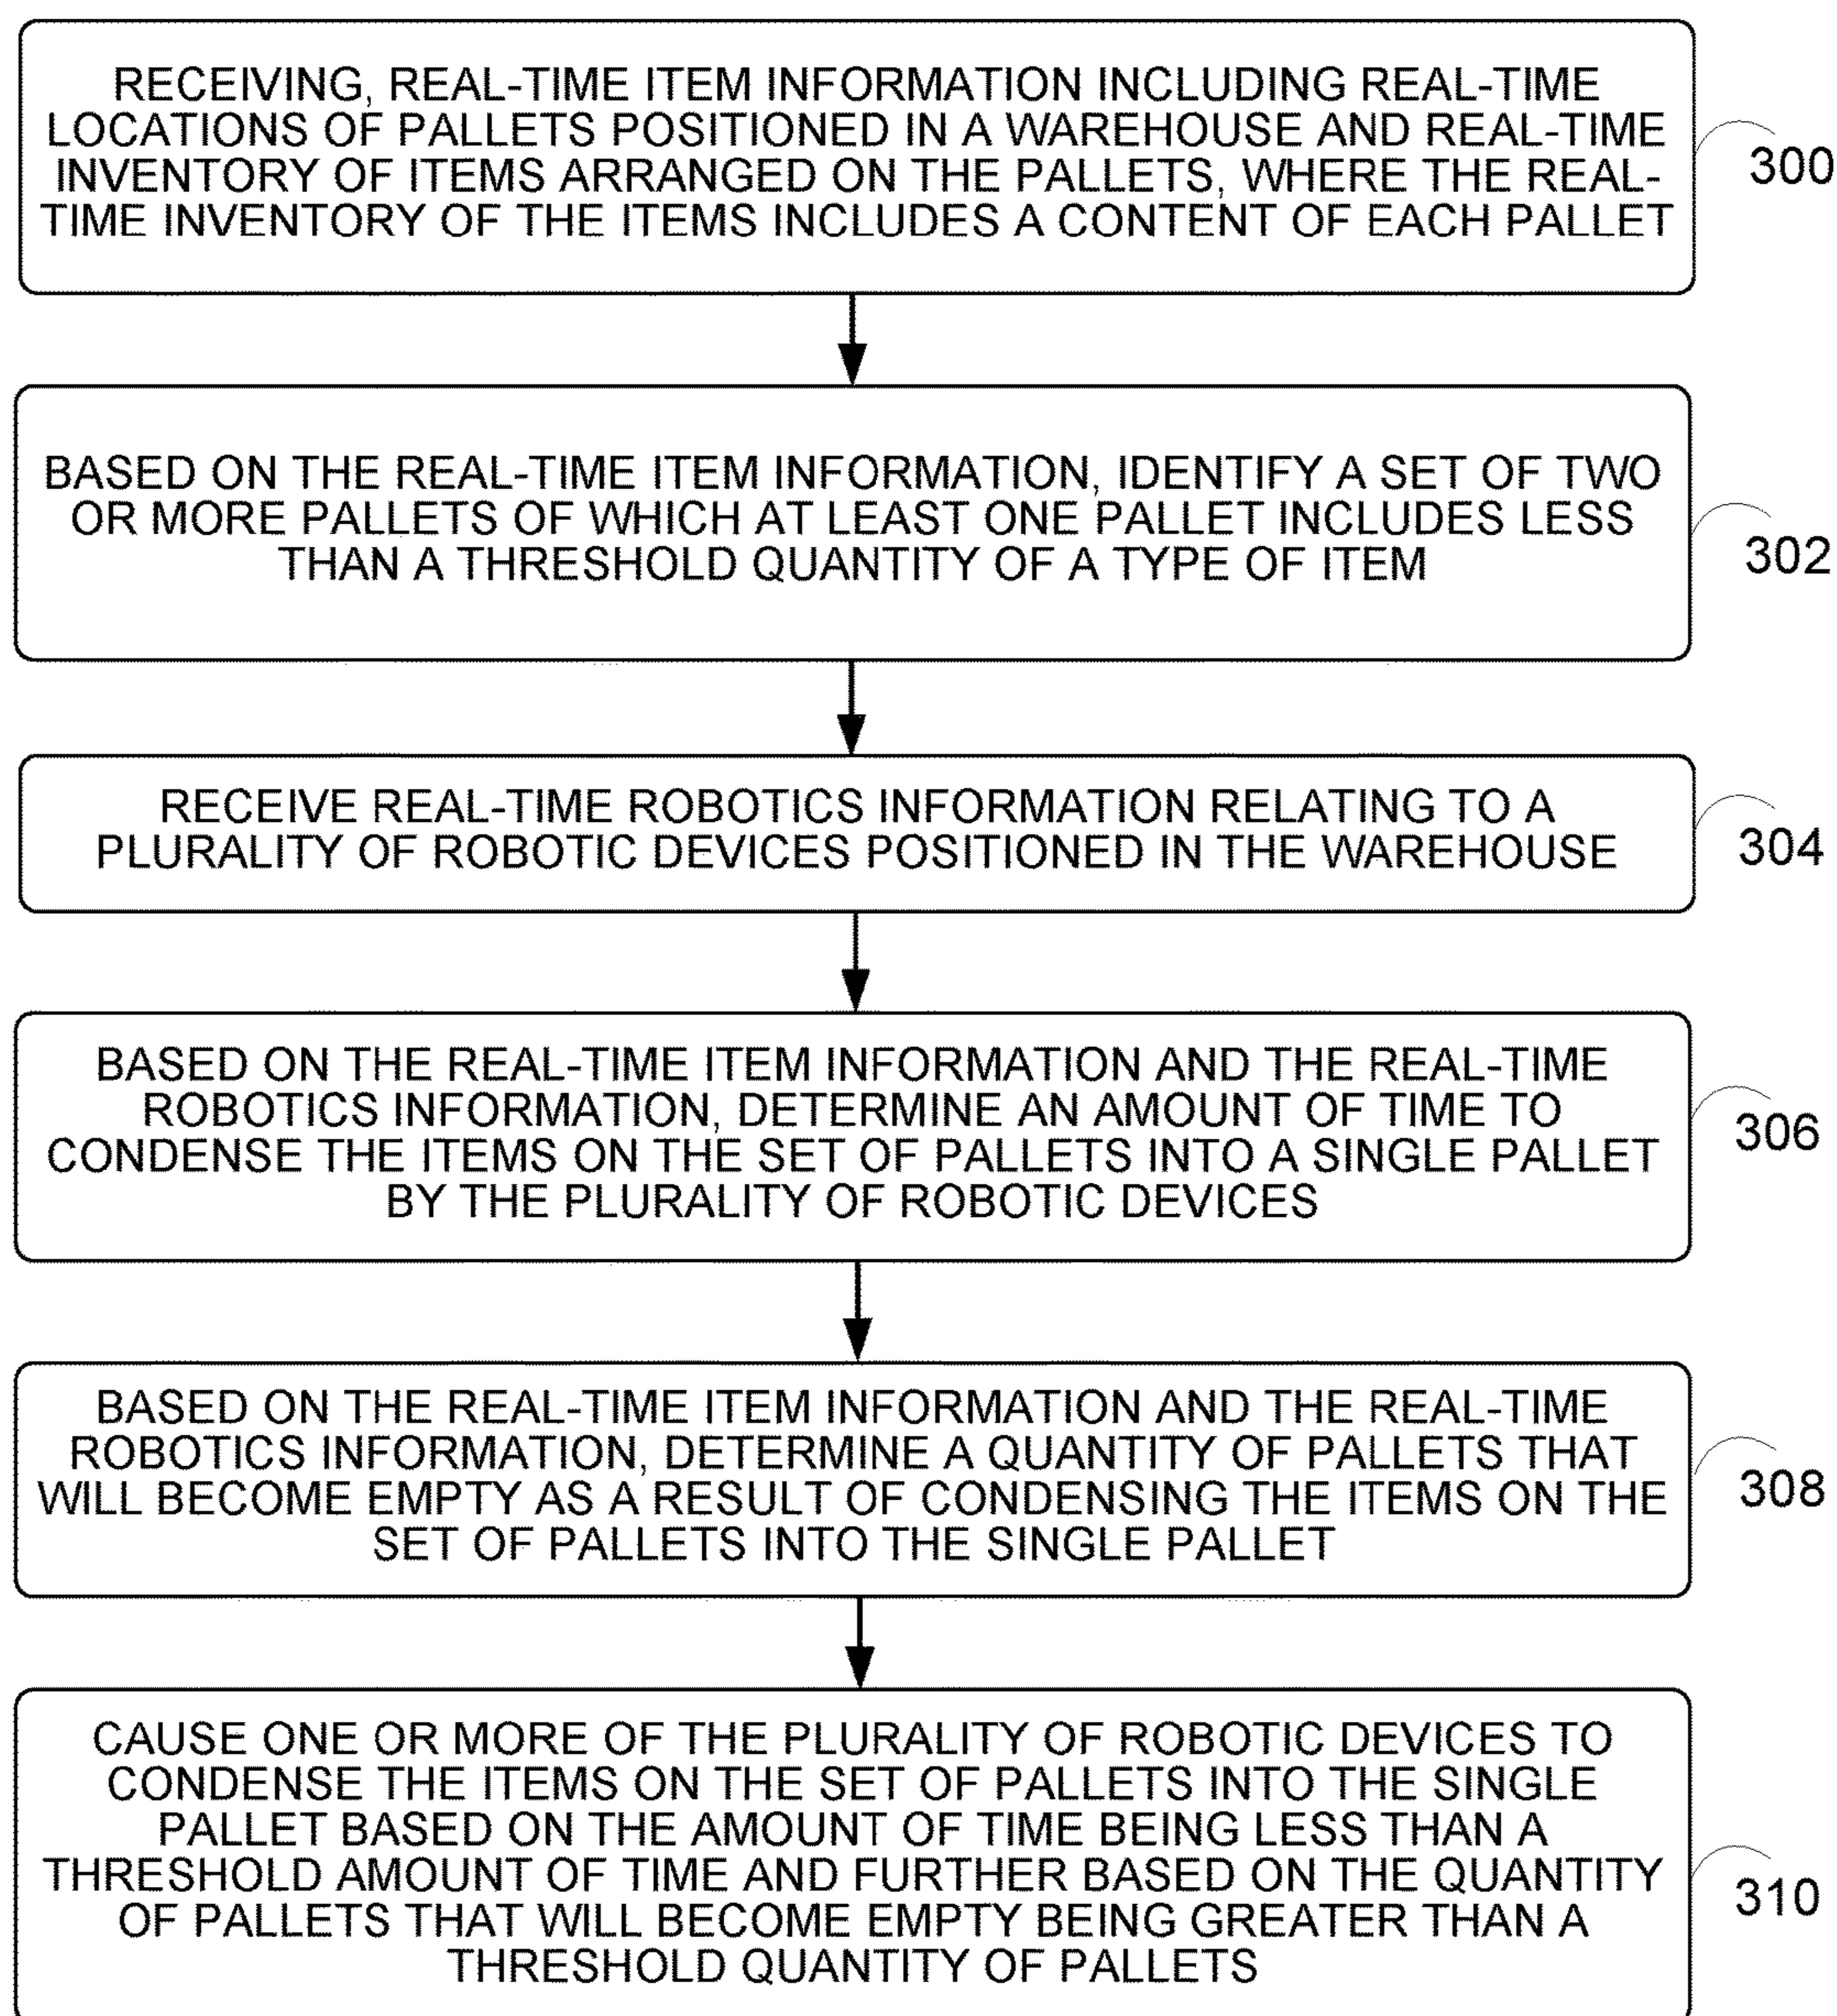 RECEIVING, REAL-TIME ITEM INFORMATION INCLUDING REAL-TIME
LOCATIONS OF PALLETS POSITIONED IN A WAREHOUSE AND REAL-TIME
INVENTORY OF ITEMS ARRANGED ON THE PALLETS, WHERE THE REAL-
TIME INVENTORY OF THE ITEMS INCLUDES A CONTENT OF EACH PALLET
300
BASED ON THE REAL-TIME ITEM INFORMATION, IDENTIFY A SET OF TWO
OR MORE PALLETS OF WHICH AT LEAST ONE PALLET INCLUDES LESS
THAN A THRESHOLD QUANTITY OF A TYPE OF ITEM
302
RECEIVE REAL-TIME ROBOTICS INFORMATION RELATING TO A
PLURALITY OF ROBOTIC DEVICES POSITIONED IN THE WAREHOUSE
304
BASED ON THE REAL-TIME ITEM INFORMATION AND THE REAL-TIME
ROBOTICS INFORMATION, DETERMINE AN AMOUNT OF TIME TO
CONDENSE THE ITEMS ON THE SET OF PALLETS INTO A SINGLE PALLET
BY THE PLURALITY OF ROBOTIC DEVICES
306
BASED ON THE REAL-TIME ITEM INFORMATION AND THE REAL-TIME
ROBOTICS INFORMATION, DETERMINE A QUANTITY OF PALLETS THAT
WILL BECOME EMPTY AS A RESULT OF CONDENSING THE ITEMS ON THE
SET OF PALLETS INTO THE SINGLE PALLET
308
CAUSE ONE OR MORE OF THE PLURALITY OF ROBOTIC DEVICES TO
CONDENSE THE ITEMS ON THE SET OF PALLETS INTO THE SINGLE
PALLET BASED ON THE AMOUNT OF TIME BEING LESS THAN A
THRESHOLD AMOUNT OF TIME AND FURTHER BASED ON THE QUANTITY
OF PALLETS THAT WILL BECOME EMPTY BEING GREATER THAN A
THRESHOLD QUANTITY OF PALLETS
310